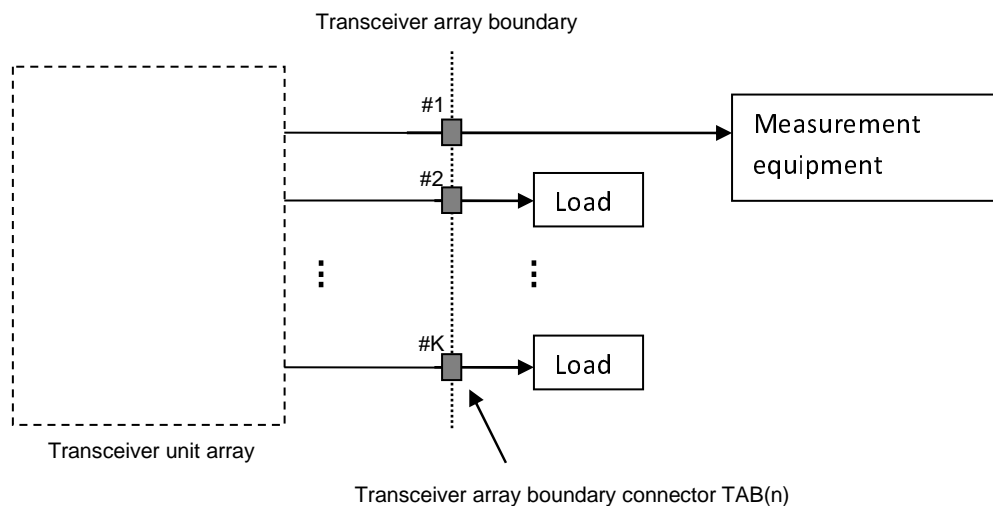 Transceiver array boundary
#1
Measurement
equipment
#2
Load
#K
Load
Transceiver unit array
Transceiver array boundary connector TAB(n)